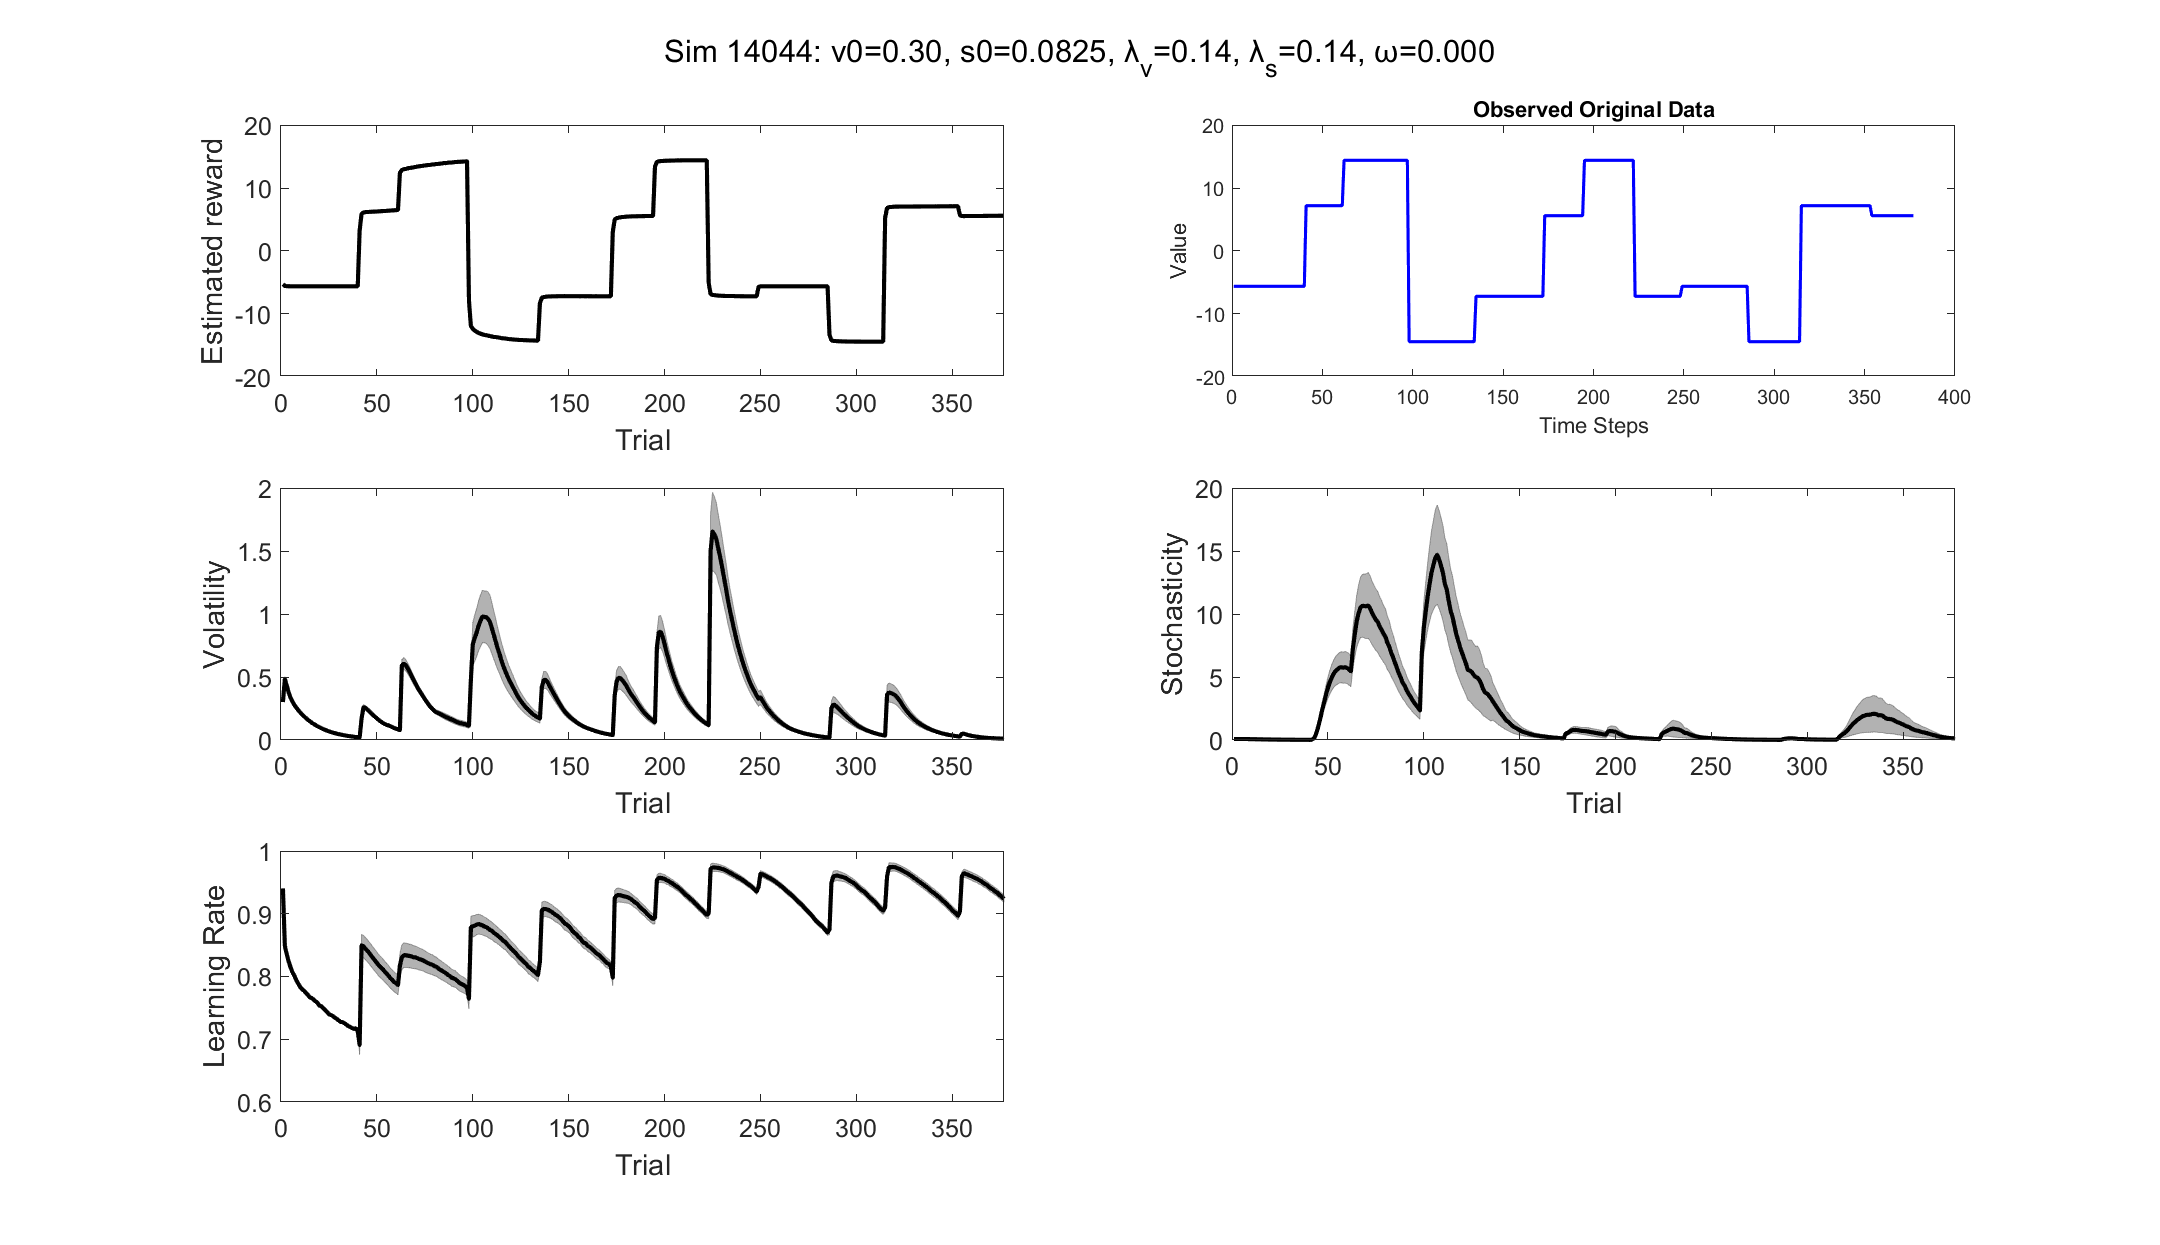 Sim 14044: v0=0.30, s0=0.0825, λv=0.14, λs=0.14, ω=0.000
Estimated reward
20
10
0
-10
-20
0 50 100 150 200 250 300 350
Trial
Observed Original Data
Value
20
10
0
-10
-20
0 50 100 150 200 250 300 350 400
Time Steps
Volatility
2
1.5
1
0.5
0
0 50 100 150 200 250 300 350
Trial
Stochasticity
20
15
10
5
0
0 50 100 150 200 250 300 350
Trial
Learning Rate
1
0.9
0.8
0.7
0.6
0 50 100 150 200 250 300 350
Trial